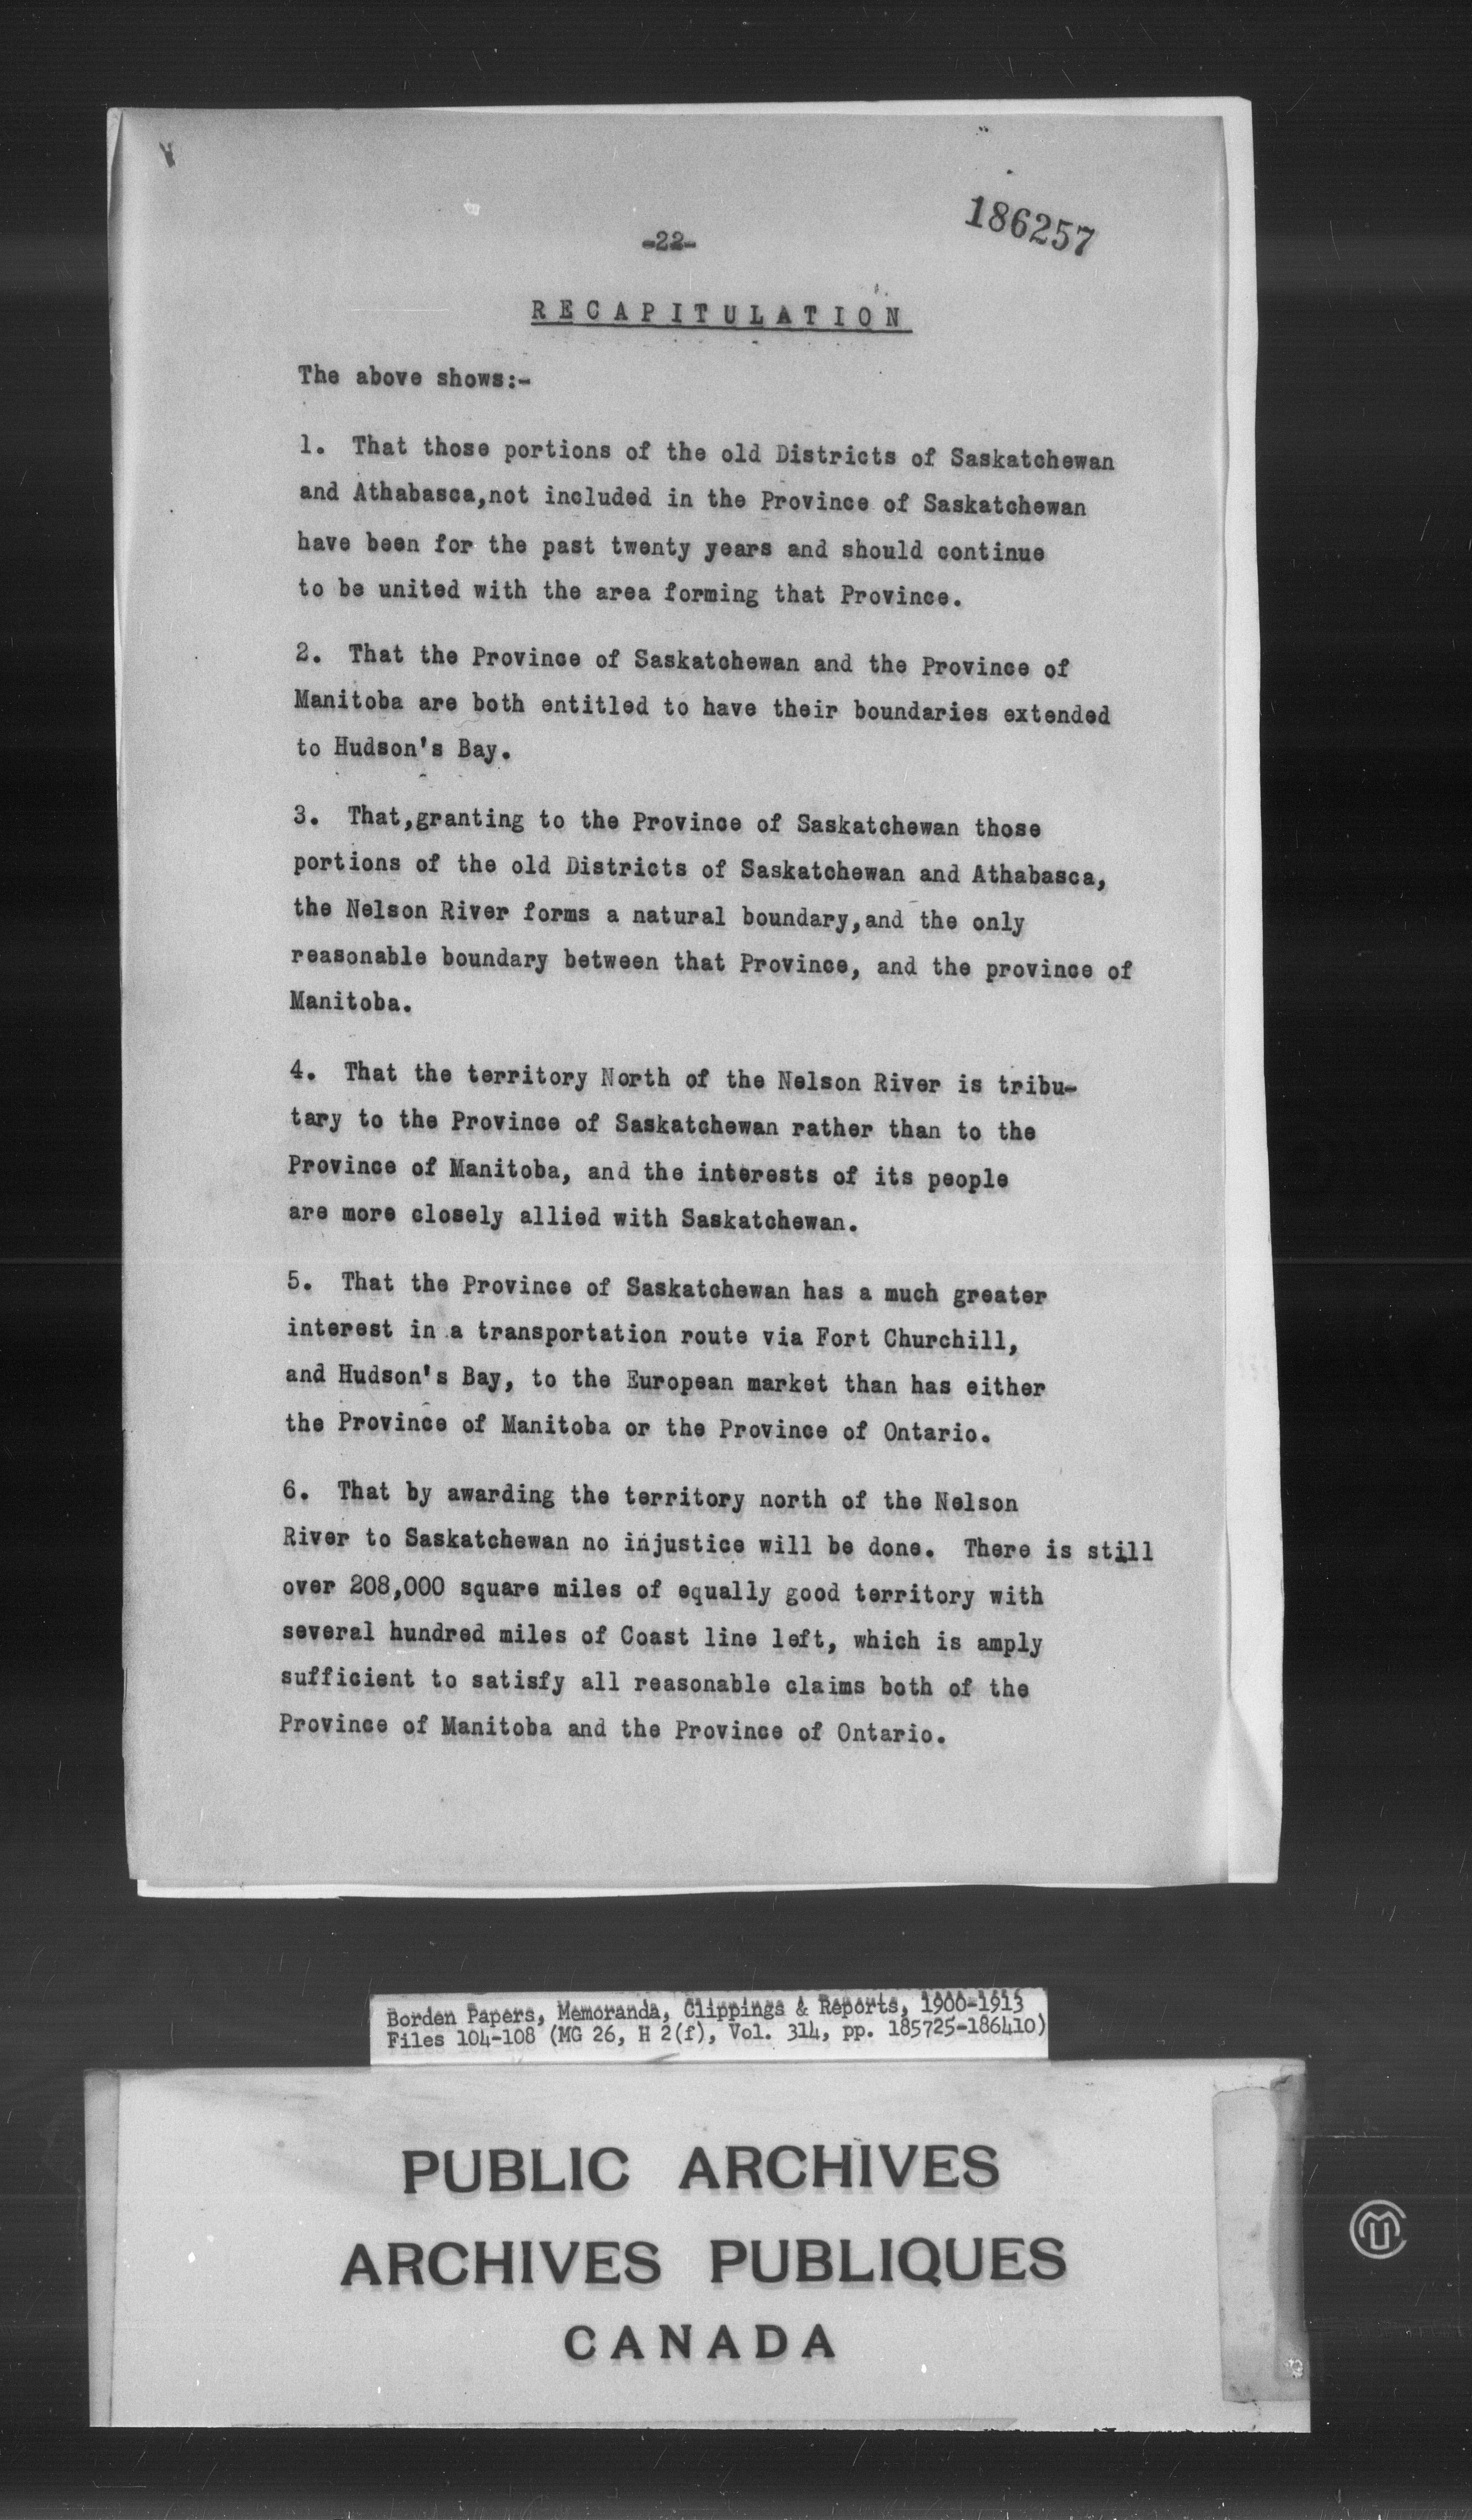 186257
-22-
RECAPITULATION
The above shows:-
1. That those portions of the old Districts of Saskatchewan
and Athabasca,not included in the Province of Saskatchewan
have been for the past twenty years and should continue
to be united with the area forming that Province.
2. That the Province of Saskatchewan and the Province of
Manitoba are both entitled to have their boundaries extended
to Hudson's Bay.
3. That,granting to the Province of Saskatchewan those
portions of the old Districts of Saskatchewan and Athabasca,
the Nelson River forms a natural boundary,and the only
reasonable boundary between that Province, and the province of
Manitoba.
4. That the territory North of the Nelson River is tribu-
tary to the Province of Saskatchewan rather than to the
Province of Manitoba, and the interests of its people
are more closely allied with Saskatchewan.
5. That the Province of Saskatchewan has a much greater
interest in a transportation route via Fort Churchill,
and Hudson's Bay, to the European market than has either
the Province of Manitoba or the Province of Ontario.
6. That by awarding the territory north of the Nelson
River to Saskatchewan no injustice will be done. There is still
over 208,000 square miles of equally good territory with
several hundred miles of Coast line left, which is amply
sufficient to satisfy all reasonable claims both of the
Province of Manitoba and the Province of Ontario.
Borden Papers, Memoranda, Clippings & Reports, 1900-1913
Files 104-108 (MG 26, H 2(f), Vol. 314, pp. 185725-186410)
PUBLIC ARCHIVES
ARCHIVES PUBLIQUES
CANADA